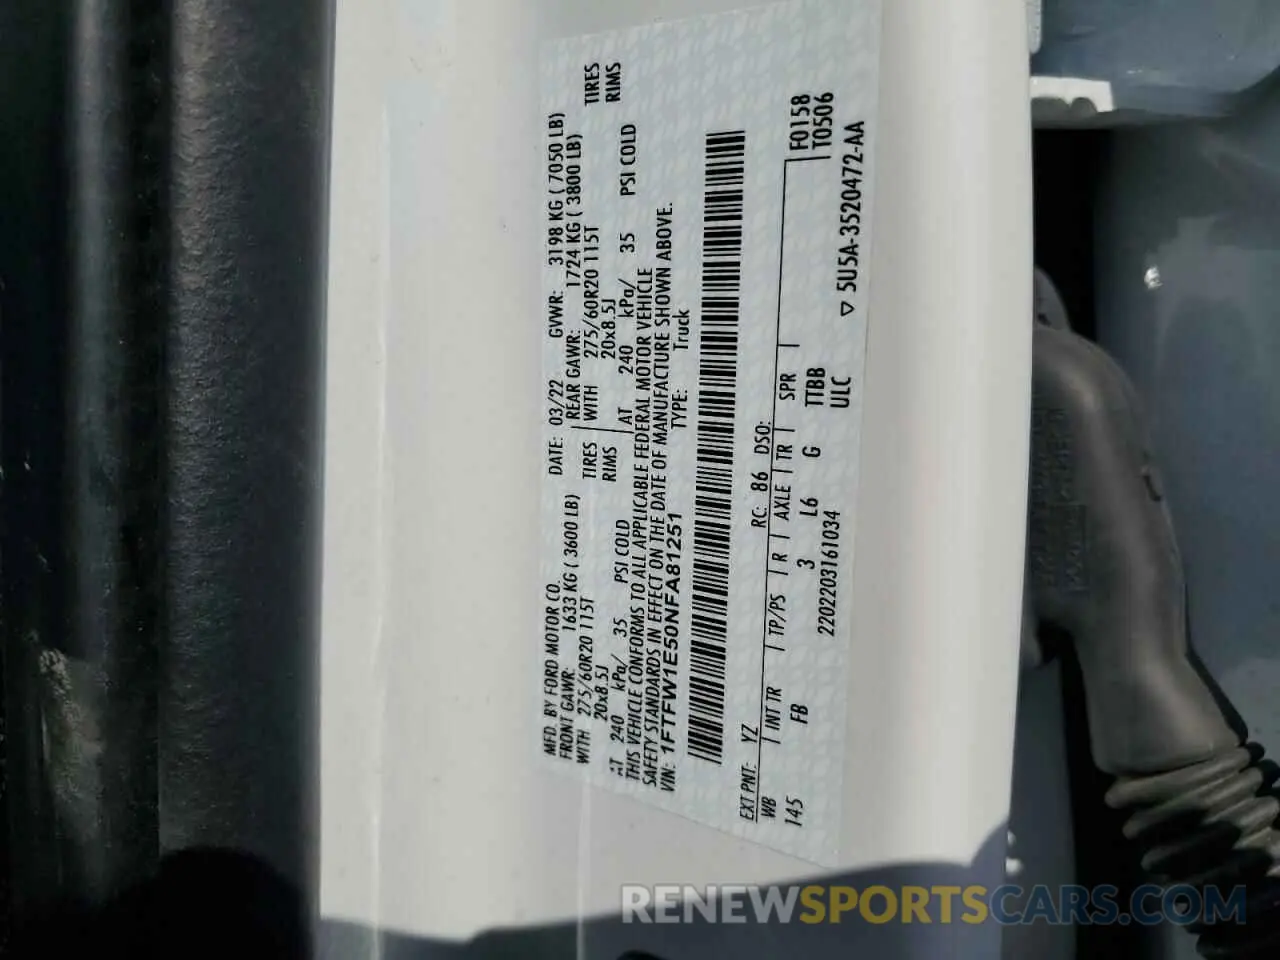 MFD. BY FORD MOTOR CO.
DATE: 03/22 GVWR: 3198 KG ( 7050 LB)
FRONT GAWR: 1633 KG ( 3600 LB)
REAR GAWR: 1724 KG ( 3800 LB)
WITH 275/60R20 115T TIRES WITH 275/60R20 115T TIRES
20x8.5J RIMS 20x8.5J RIMS
AT 240 kPa/ 35 PSI COLD AT 240 kPa/ 35 PSI COLD
THIS VEHICLE CONFORMS TO ALL APPLICABLE FEDERAL MOTOR VEHICLE
SAFETY STANDARDS IN EFFECT ON THE DATE OF MANUFACTURE SHOWN ABOVE.
VIN: 1FTFW1E50NFA81251 TYPE: Truck
EXT PNT: YZ RC: 86 DSO: F0158
WB INT TR TP/PS R AXLE TR SPR T0506
145 FB 3 L6 G TTBB
2202203161034 ULC 5U5A-3520472-AA
RENEWSPORTSCARS.COM